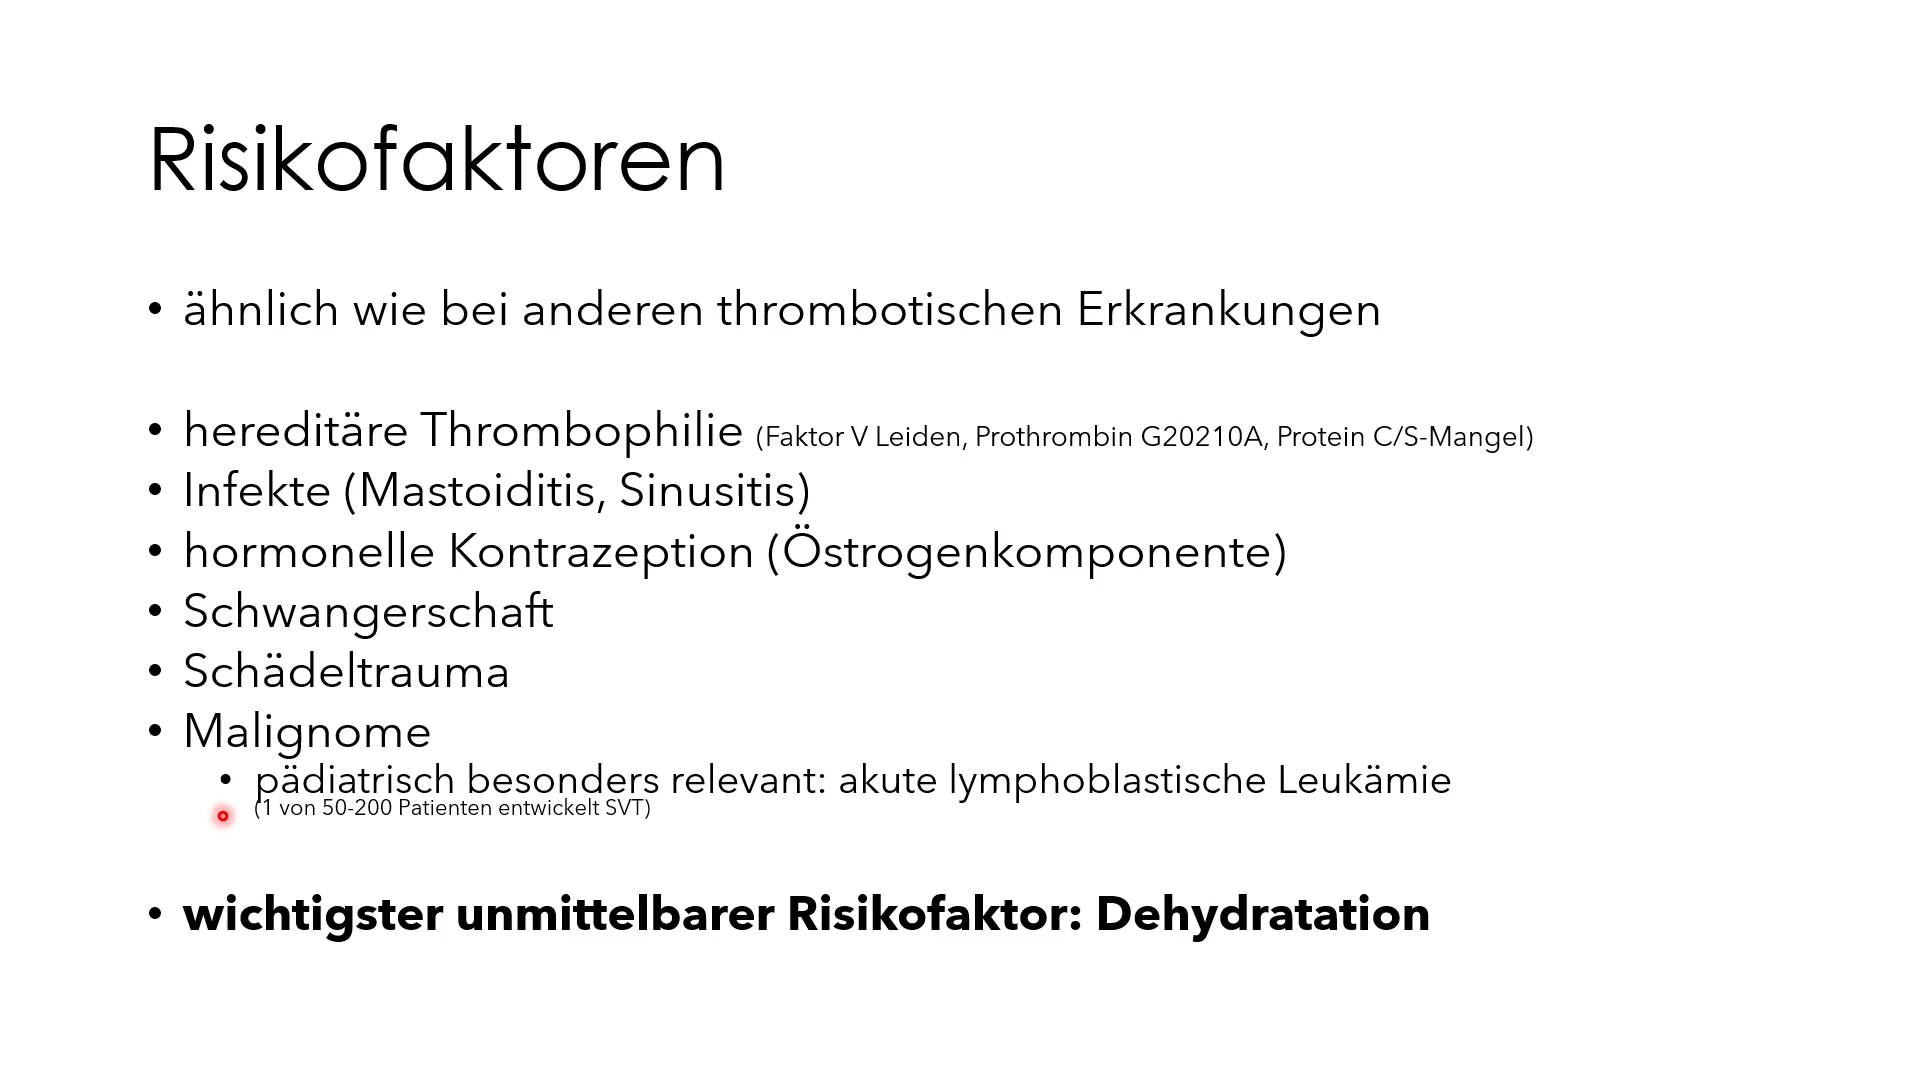 Risikofaktoren
• ähnlich wie bei anderen thrombotischen Erkrankungen
• hereditäre Thrombophilie (Faktor V Leiden, Prothrombin G20210A, Protein C/S-Mangel)
• Infekte (Mastoiditis, Sinusitis)
• hormonelle Kontrazeption (Östrogenkomponente)
• Schwangerschaft
• Schädeltrauma
• Malignome
• pädiatrisch besonders relevant: akute lymphoblastische Leukämie
(1 von 50-200 Patienten entwickelt SVT)
• wichtigster unmittelbarer Risikofaktor: Dehydratation